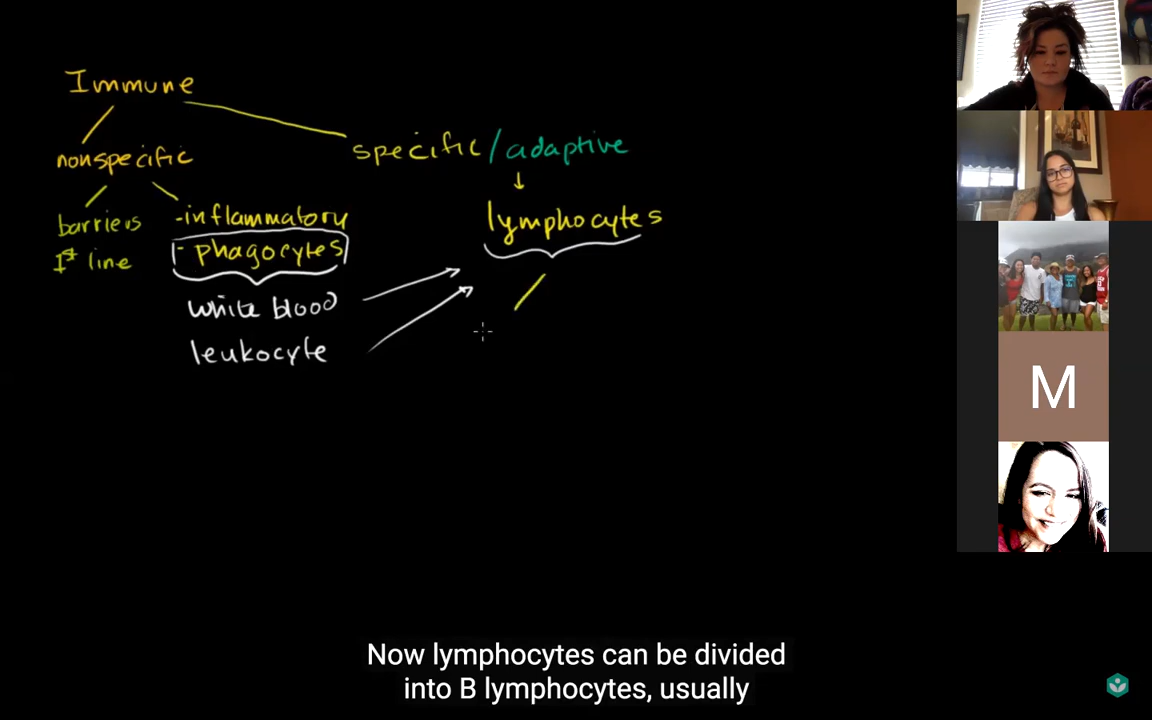 Immune
nonspecific
specific/adaptive
barriers
1st line
-inflammatory
- phagocytes
lymphocytes
white blood
leukocyte
M
Now lymphocytes can be divided
into B lymphocytes, usually